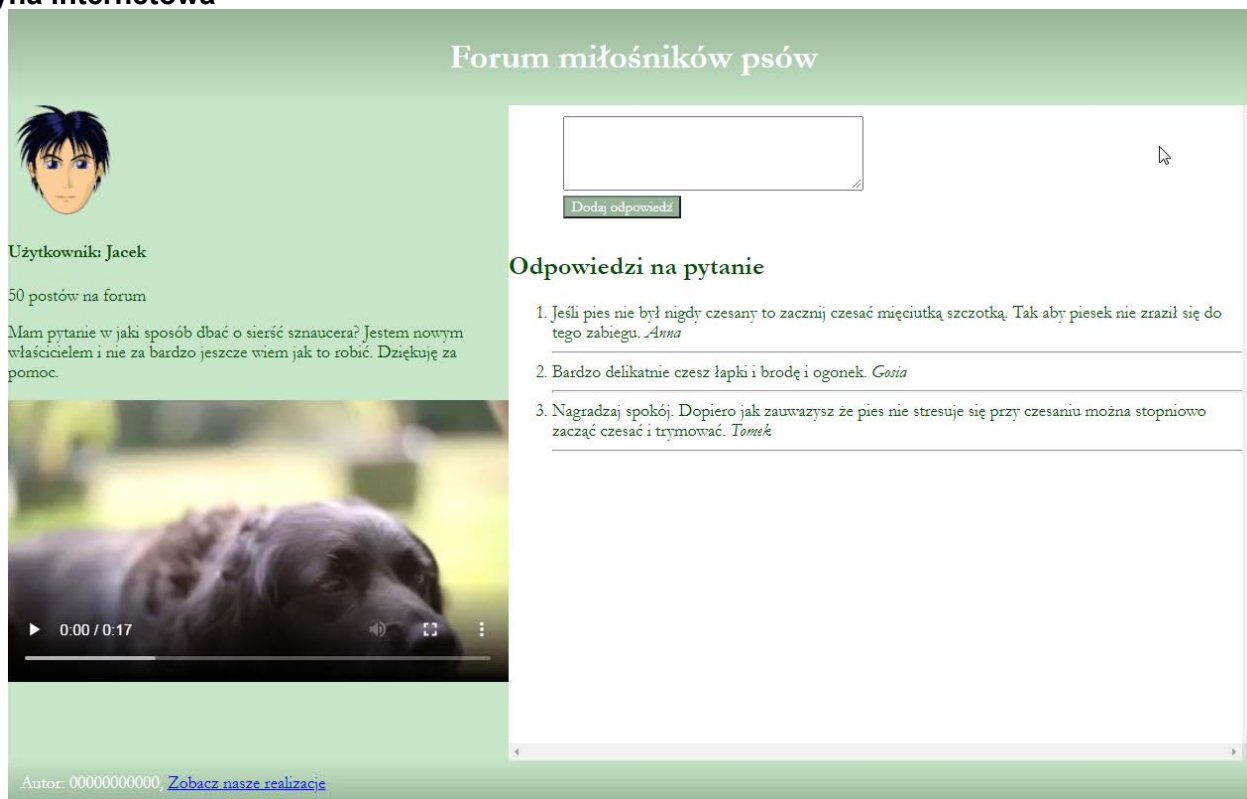 internetowa
Forum miłośników psów
Dodaj odpowiedź
Użytkownik: Jacek
50 postów na forum
Mam pytanie w jaki sposób dbać o sierść sznaucera? Jestem nowym
właścicielem i nie za bardzo jeszcze wiem jak to robić. Dziękuję za
pomoc.
0:00 / 0:17
Odpowiedzi na pytanie
1. Jeśli pies nie był nigdy czesany to zacznij czesać mięciutką szczotką. Tak aby piesek nie zraził się do
tego zabiegu. Anna
2. Bardzo delikatnie czesz łapki i brodę i ogonek. Gosia
3. Nagradzaj spokój. Dopiero jak zauwazysz że pies nie stresuje się przy czesaniu można stopniowo
zacząć czesać i trymować. Tomek
Autor: 00000000000, Zobacz nasze realizacje